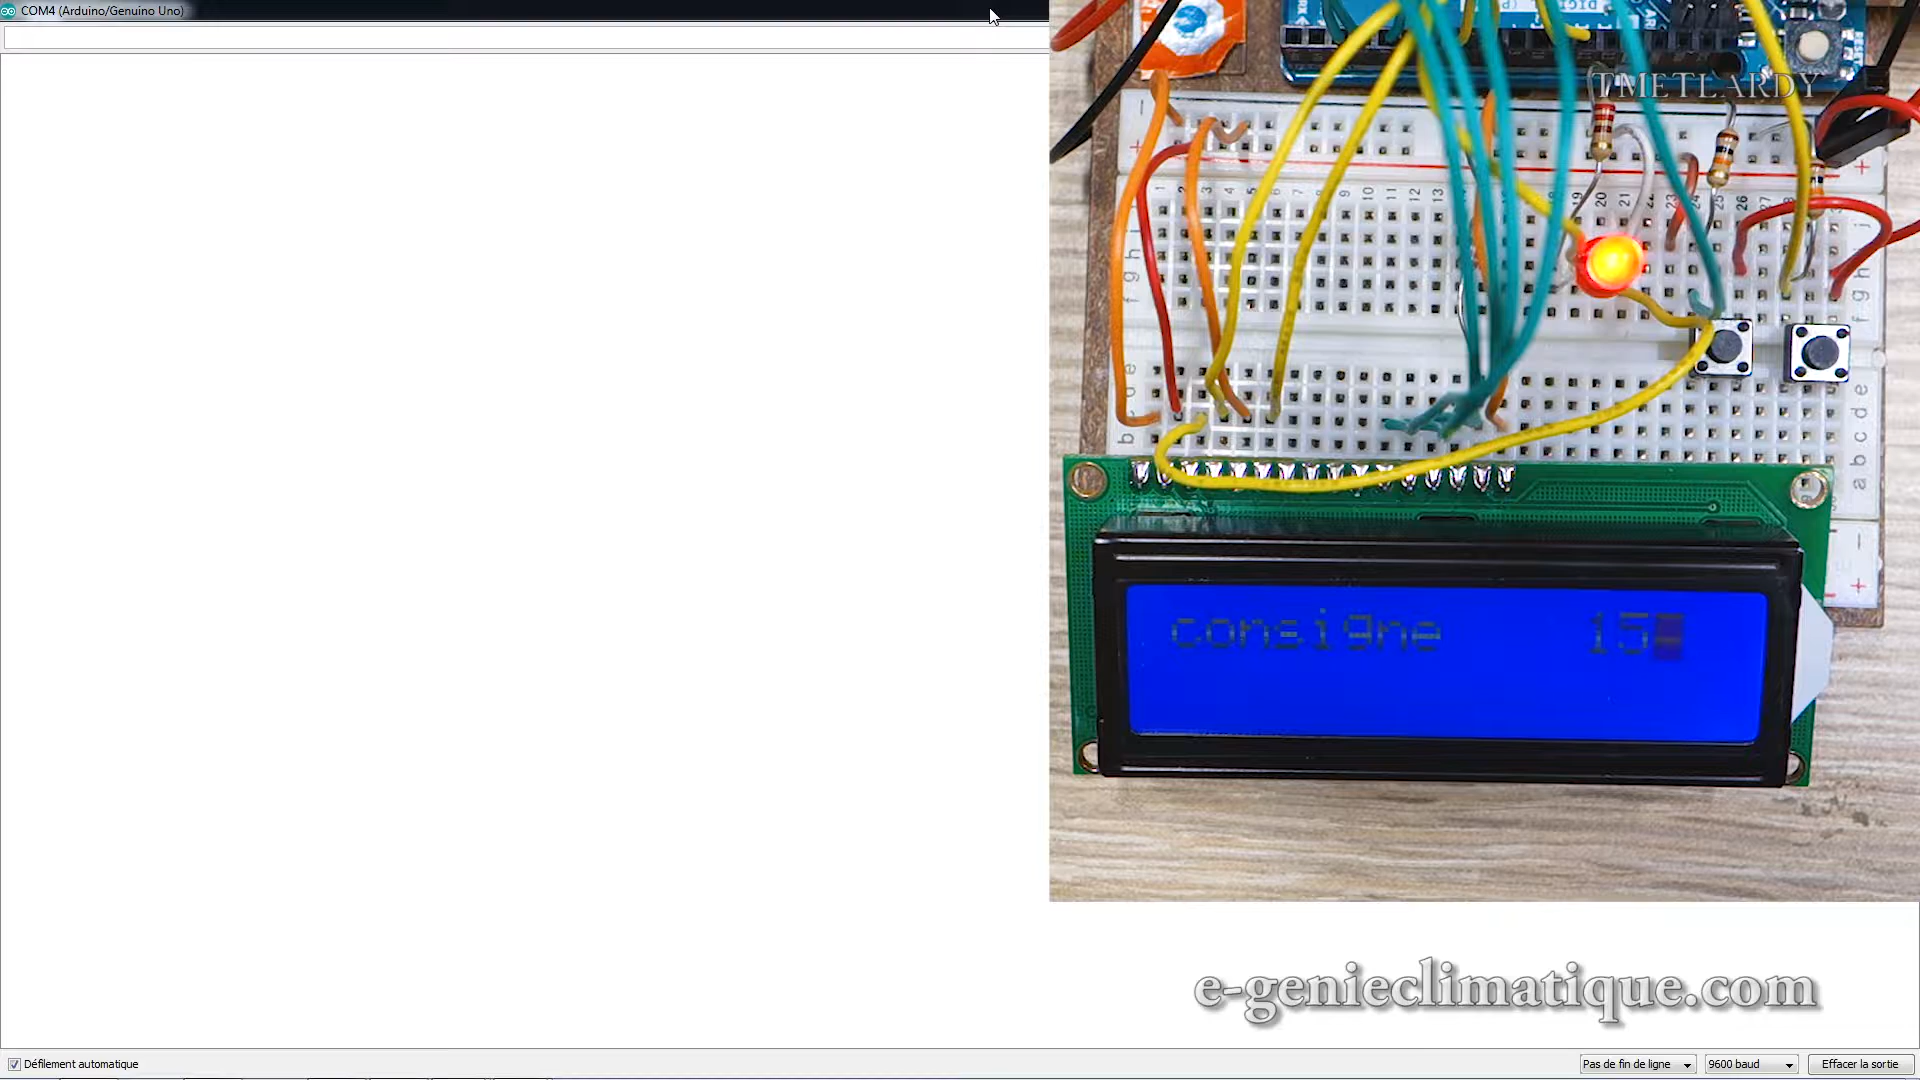 COM4 (Arduino/Genuino Uno)
TMETLARDY
RESET
consigne 15
e-genieclimatique.com
Défilement automatique
Pas de fin de ligne
9600 baud
Effacer la sortie